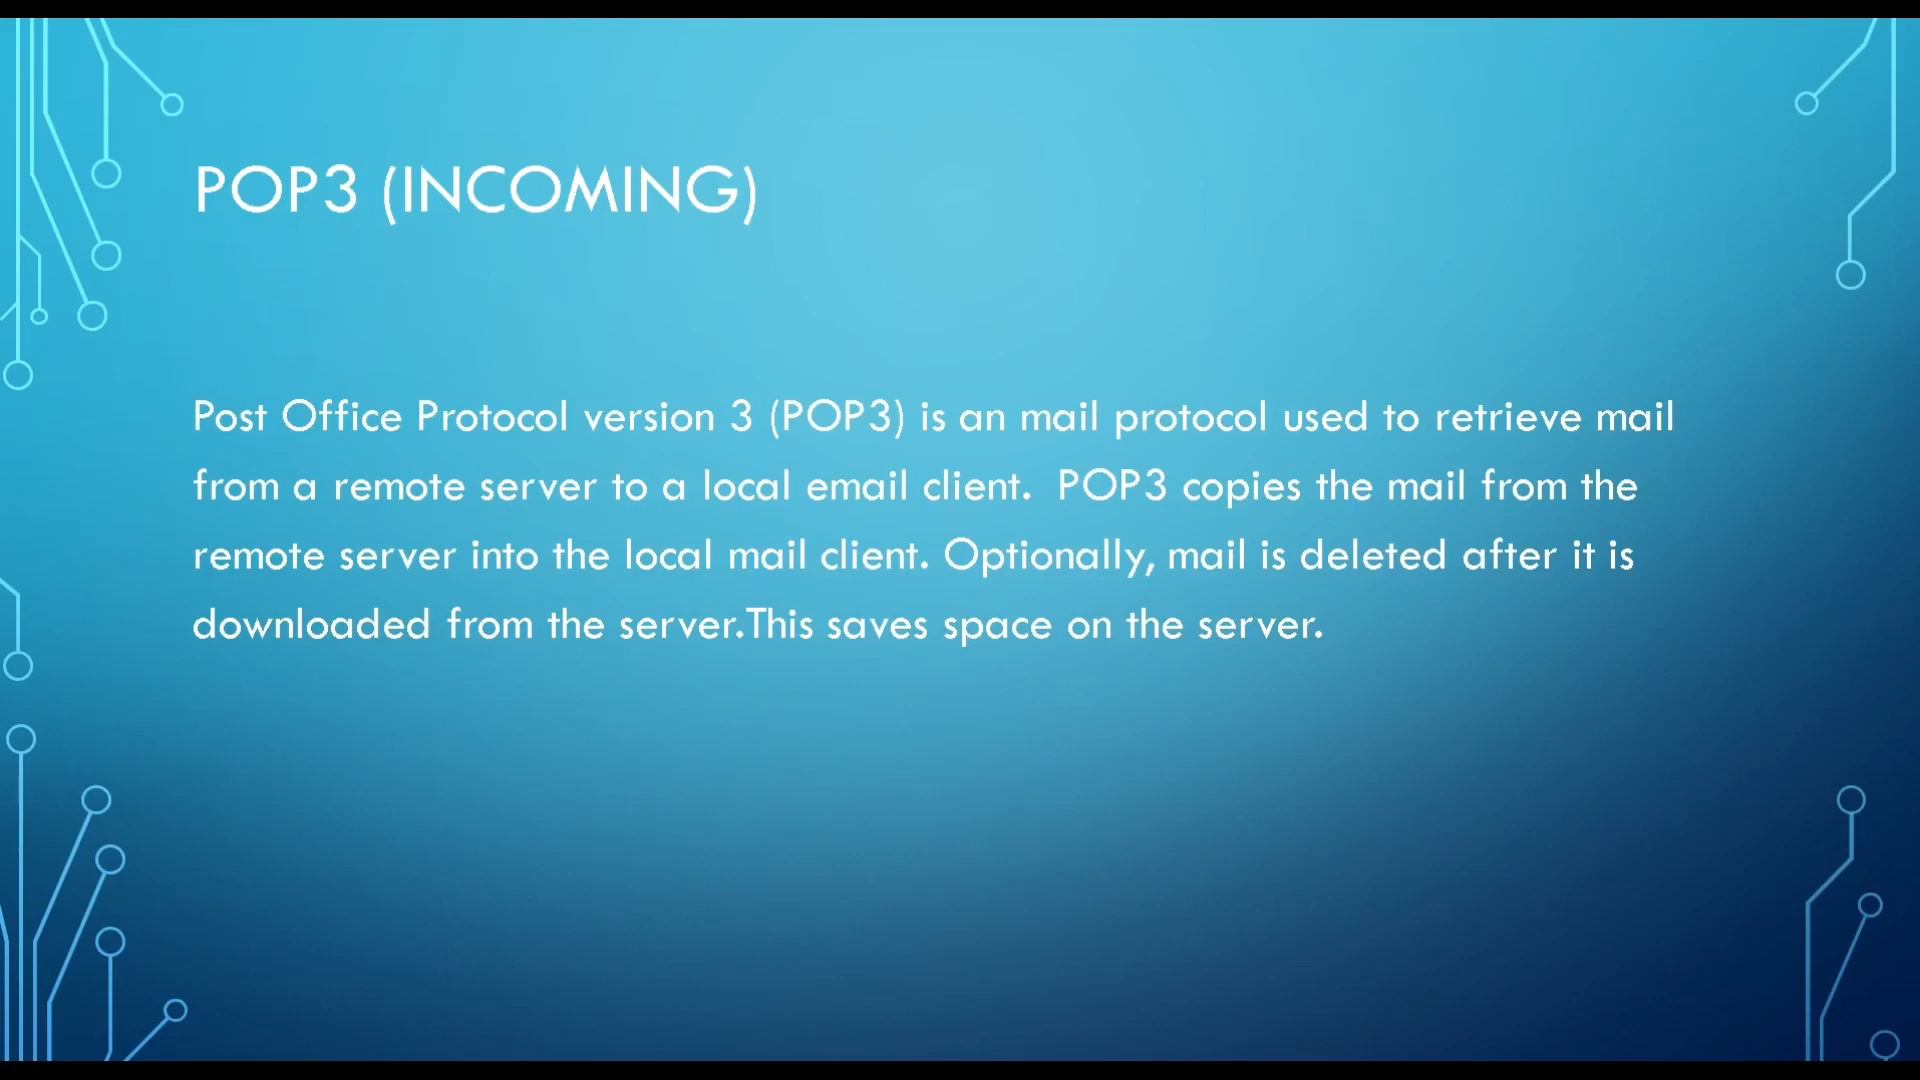 POP3 (INCOMING)
Post Office Protocol version 3 (POP3) is an mail protocol used to retrieve mail
from a remote server to a local email client.  POP3 copies the mail from the
remote server into the local mail client. Optionally, mail is deleted after it is
downloaded from the server.This saves space on the server.